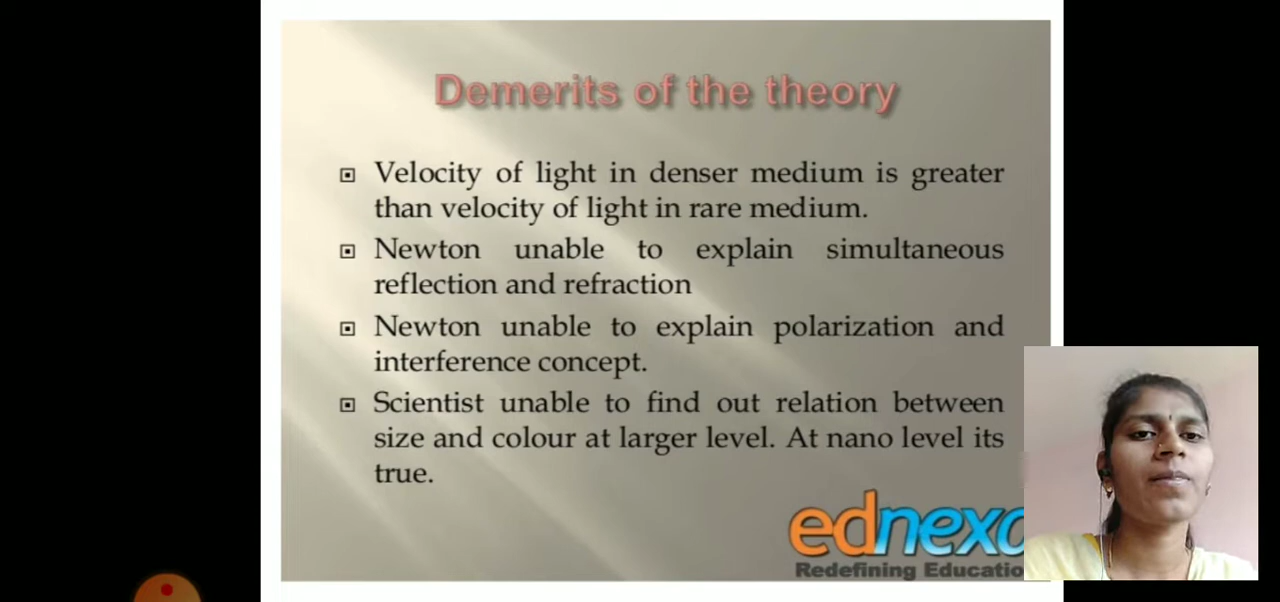 Demerits of the theory
Velocity of light in denser medium is greater
than velocity of light in rare medium.
Newton unable to explain simultaneous
reflection and refraction
Newton unable to explain polarization and
interference concept.
Scientist unable to find out relation between
size and colour at larger level. At nano level its
true.
ednex
Redefining Educatio